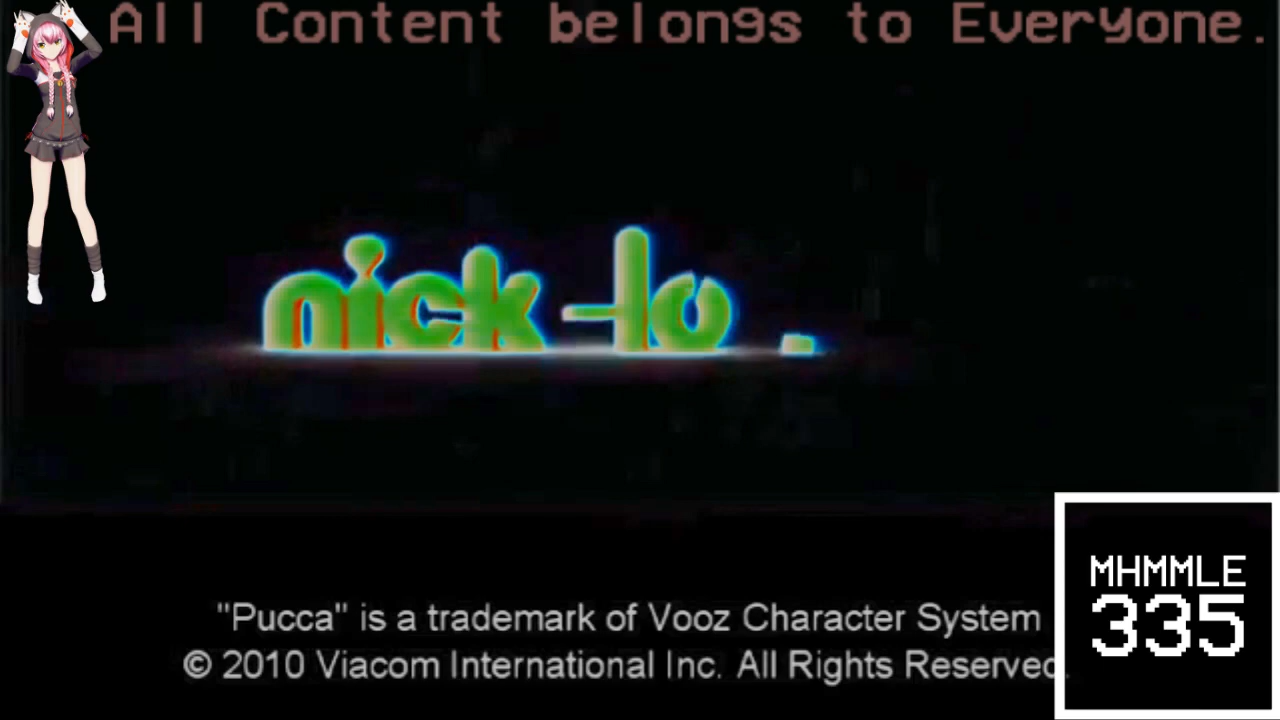 All Content belongs to Everyone.
nick
"Pucca" is a trademark of Vooz Character System
© 2010 Viacom International Inc. All Rights Reserved.
MHMMLE
335